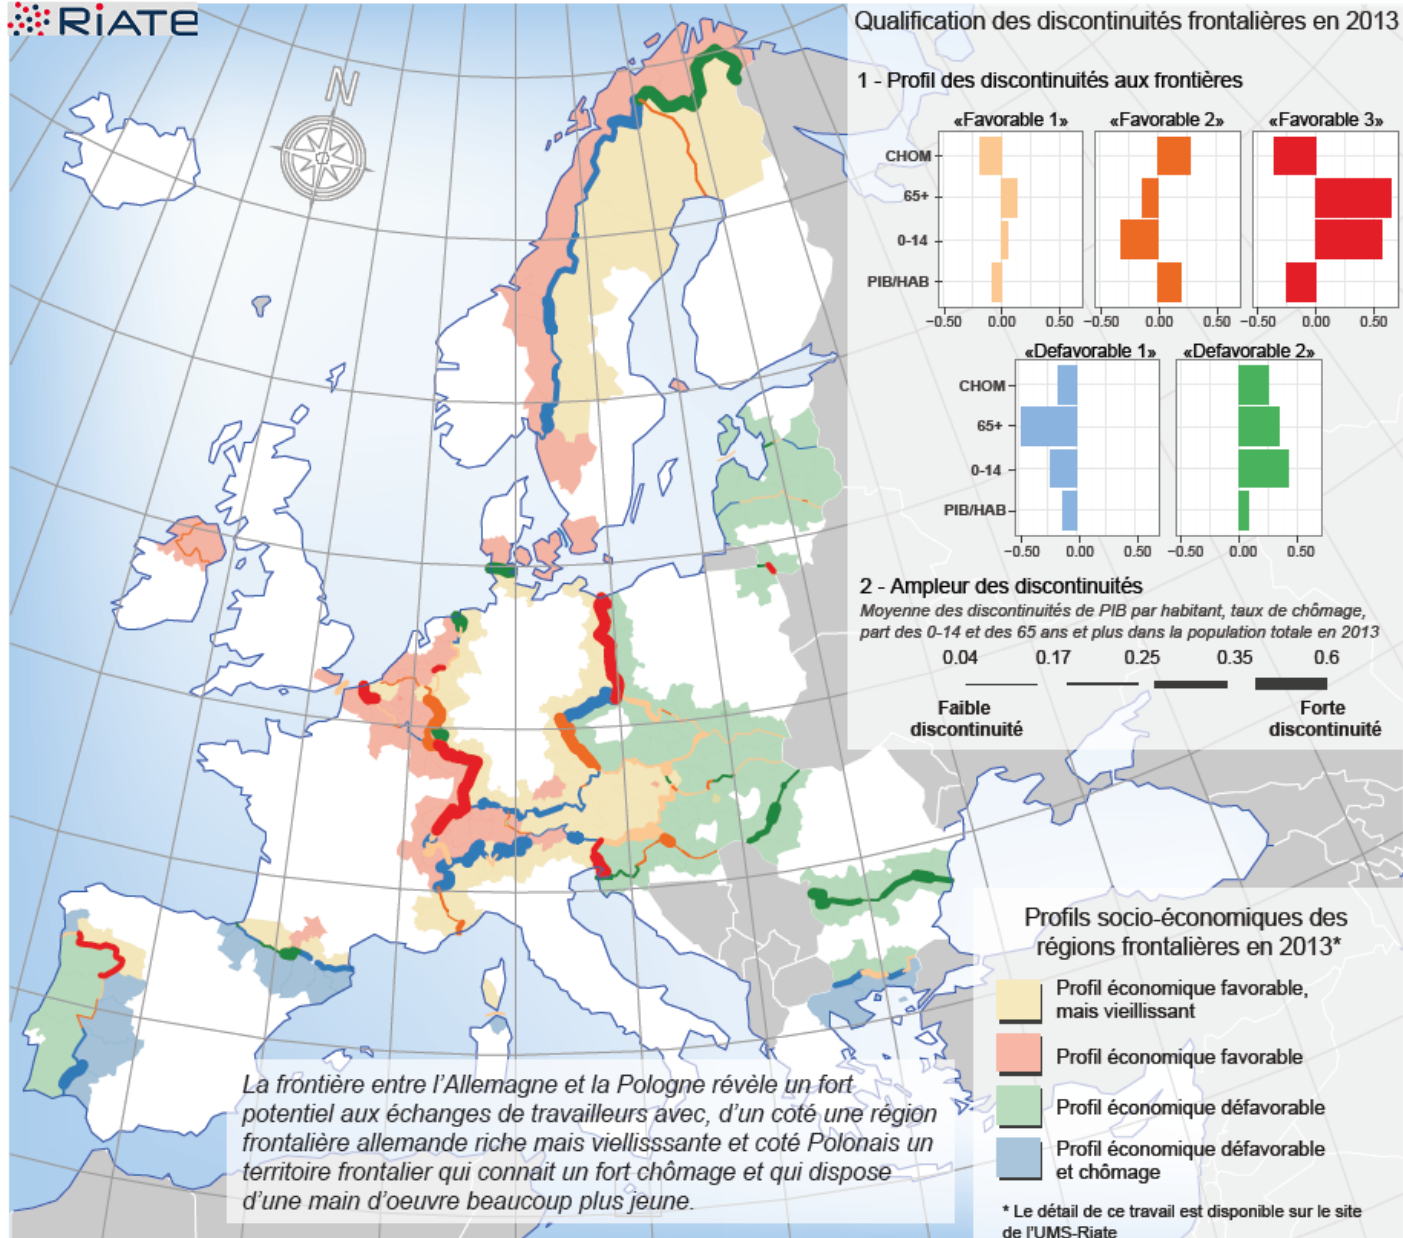 RiATE
N
Qualification des discontinuités frontalières en 2013
1 - Profil des discontinuités aux frontières
«Favorable 1»
«Favorable 2»
«Favorable 3»
CHOM
65+
0-14
PIB/HAB
−0.50 0.00 0.50
−0.50 0.00 0.50
−0.50 0.00 0.50
«Defavorable 1»
«Defavorable 2»
CHOM
65+
0-14
PIB/HAB
−0.50 0.00 0.50
−0.50 0.00 0.50
2 - Ampleur des discontinuités
Moyenne des discontinuités de PIB par habitant, taux de chômage,
part des 0-14 et des 65 ans et plus dans la population totale en 2013
0.04 0.17 0.25 0.35 0.6
Faible
discontinuité
Forte
discontinuité
Profils socio-économiques des
régions frontalières en 2013*
Profil économique favorable,
mais vieillissant
Profil économique favorable
Profil économique défavorable
Profil économique défavorable
et chômage
* Le détail de ce travail est disponible sur le site
de l'UMS-Riate
La frontière entre l'Allemagne et la Pologne révèle un fort
potentiel aux échanges de travailleurs avec, d'un coté une région
frontalière allemande riche mais viellisssante et coté Polonais un
territoire frontalier qui connait un fort chômage et qui dispose
d'une main d'oeuvre beaucoup plus jeune.